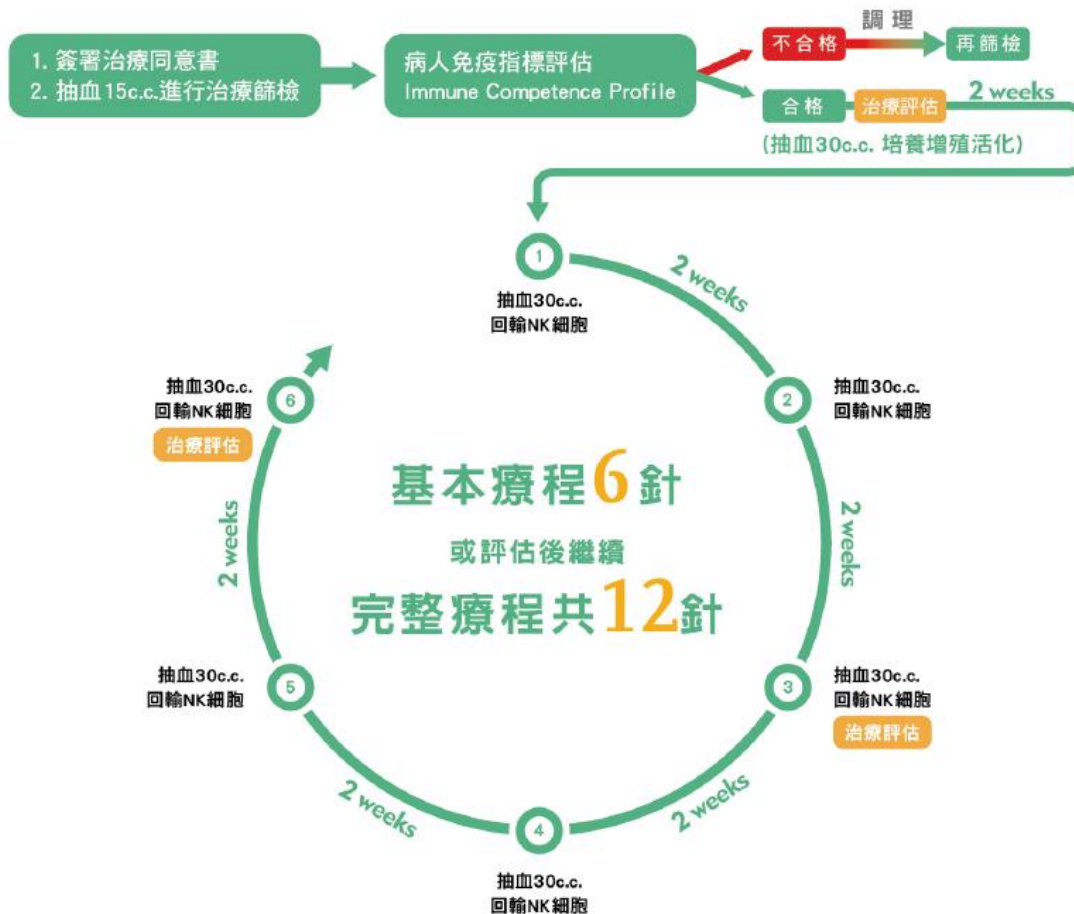 1. 簽署治療同意書
2. 抽血15c.c.進行治療篩檢
病人免疫指標評估
Immune Competence Profile
不合格
調理
再篩檢
合格
治療評估
2 weeks
(抽血30c.c. 培養增殖活化)
1
抽血30c.c.
回輸NK細胞
2 weeks
2
抽血30c.c.
回輸NK細胞
2 weeks
3
抽血30c.c.
回輸NK細胞
治療評估
2 weeks
4
抽血30c.c.
回輸NK細胞
2 weeks
5
抽血30c.c.
回輸NK細胞
2 weeks
6
抽血30c.c.
回輸NK細胞
治療評估
基本療程6針
或評估後繼續
完整療程共12針